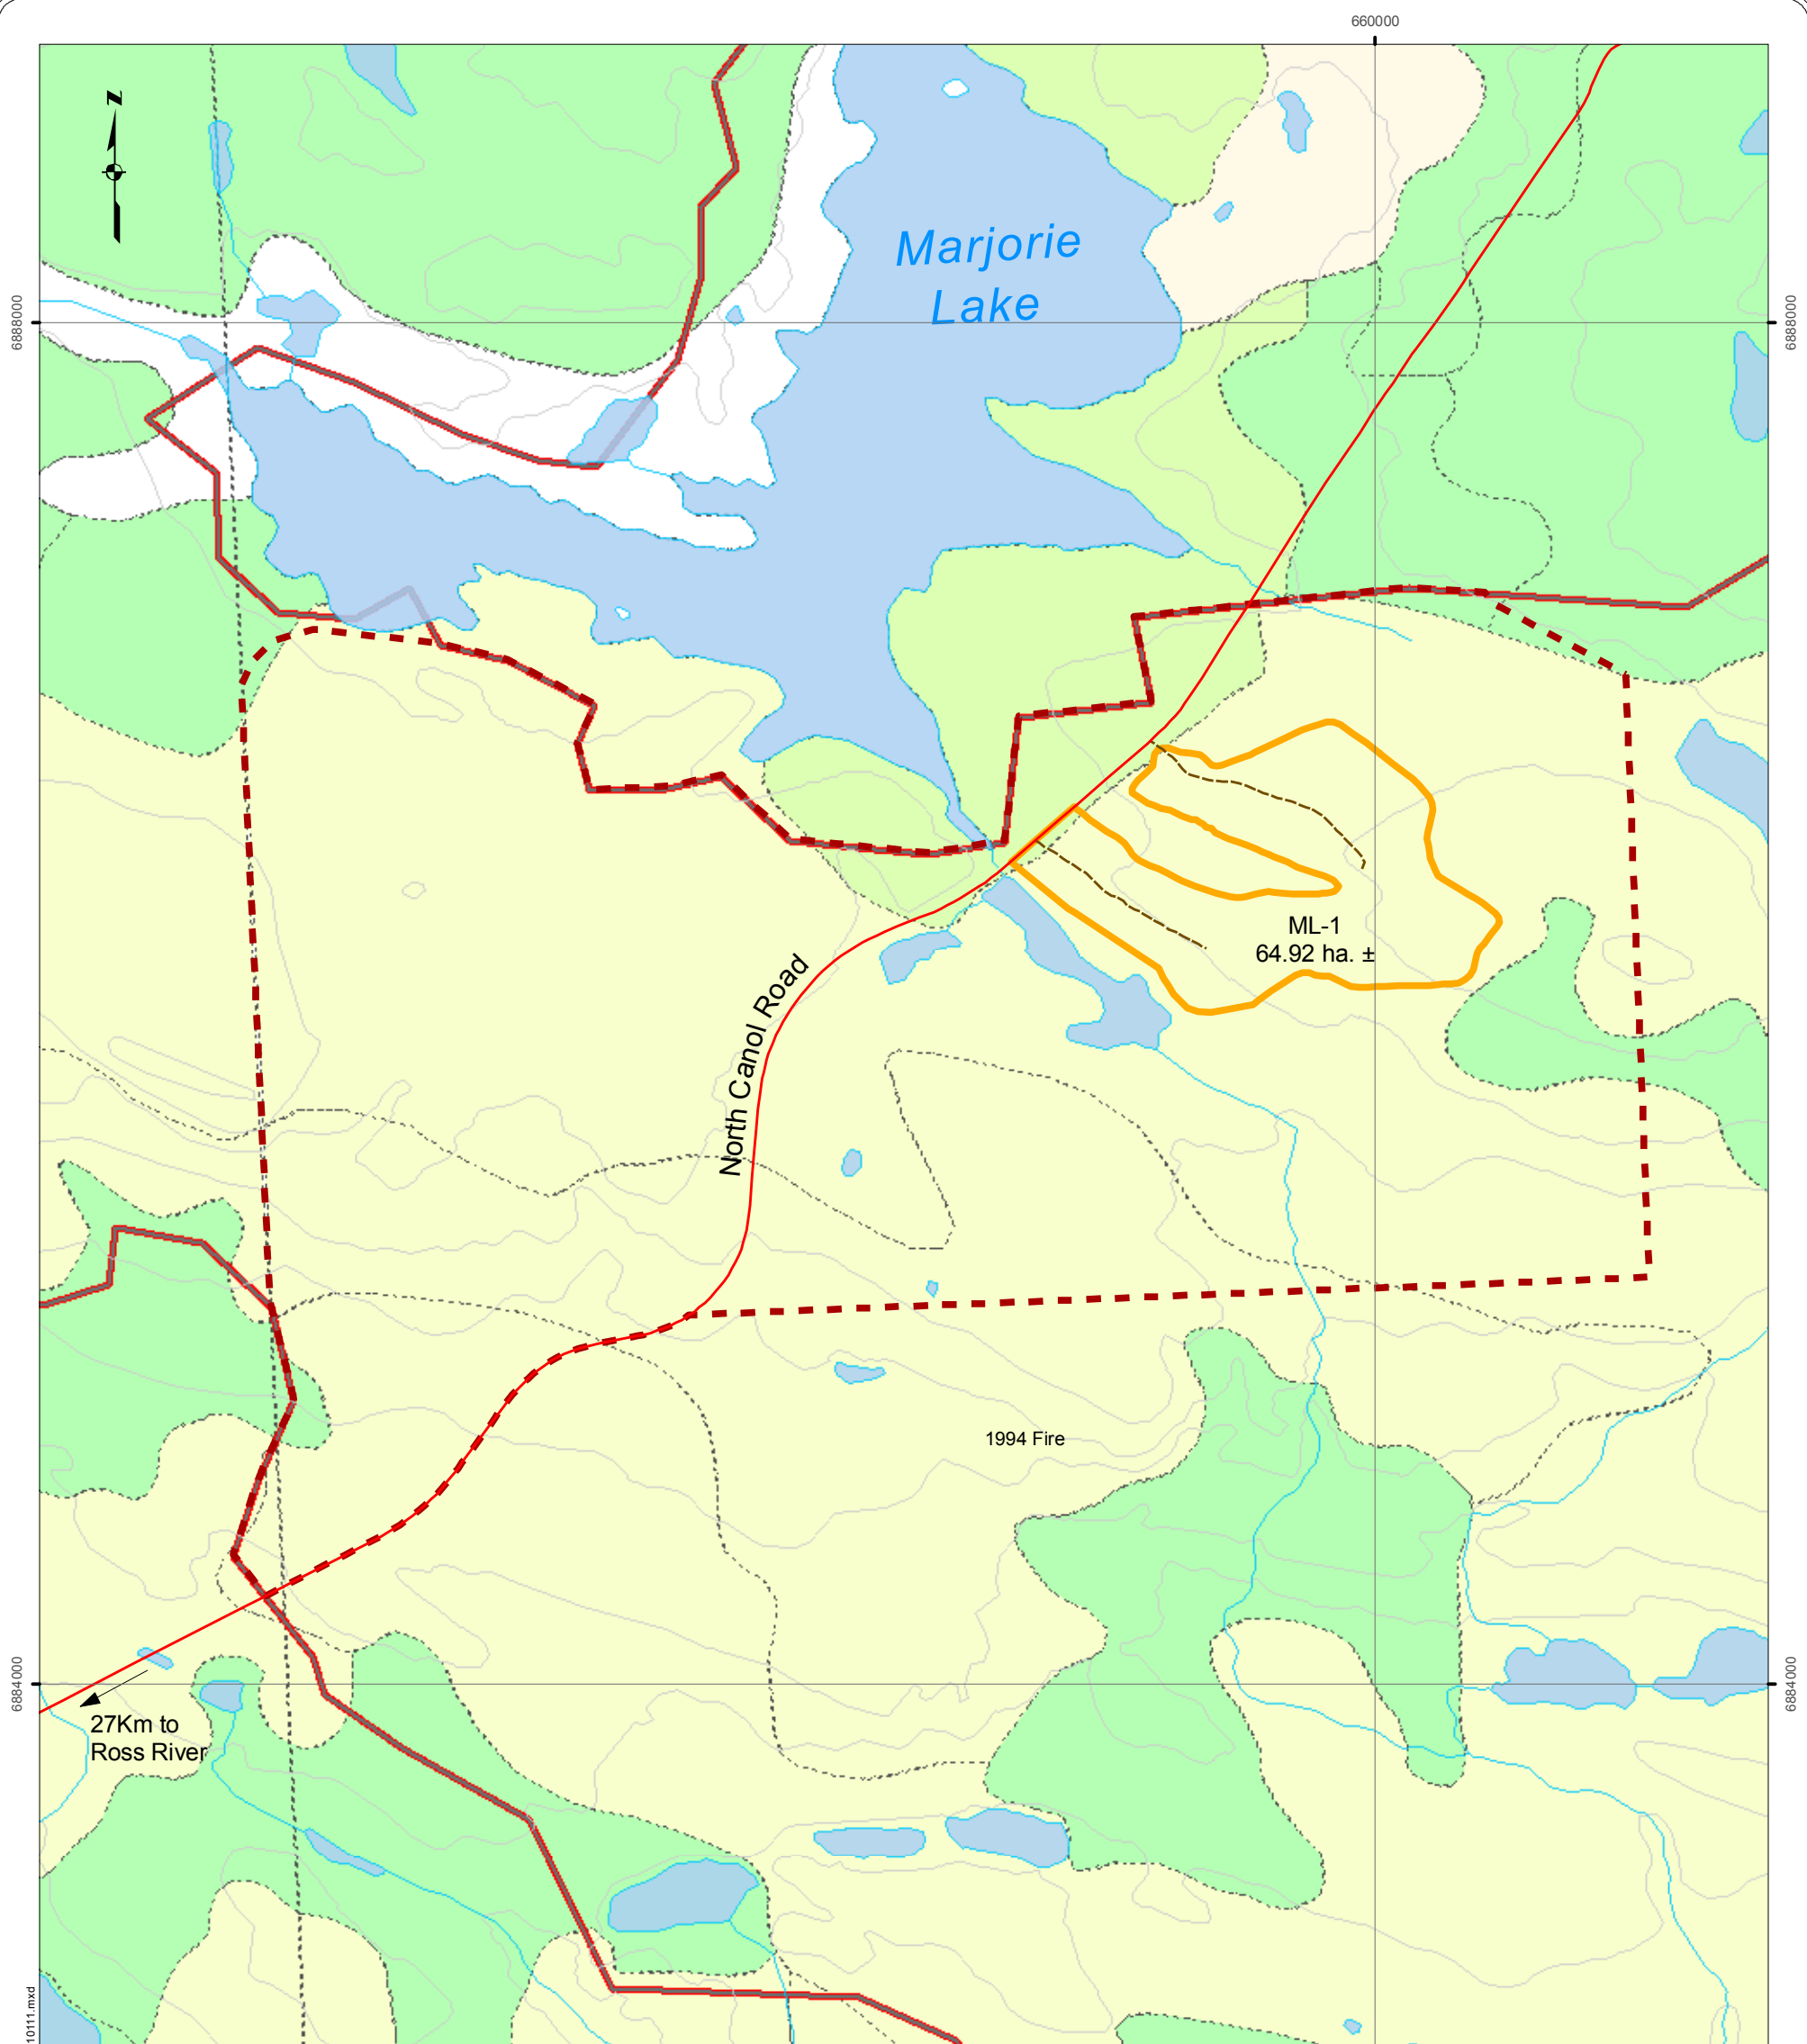 660000
N
Marjorie
Lake
6888000
6888000
ML-1
64.92 ha. ±
North Canol Road
1994 Fire
6884000
6884000
27Km to
Ross River
10111.mxd